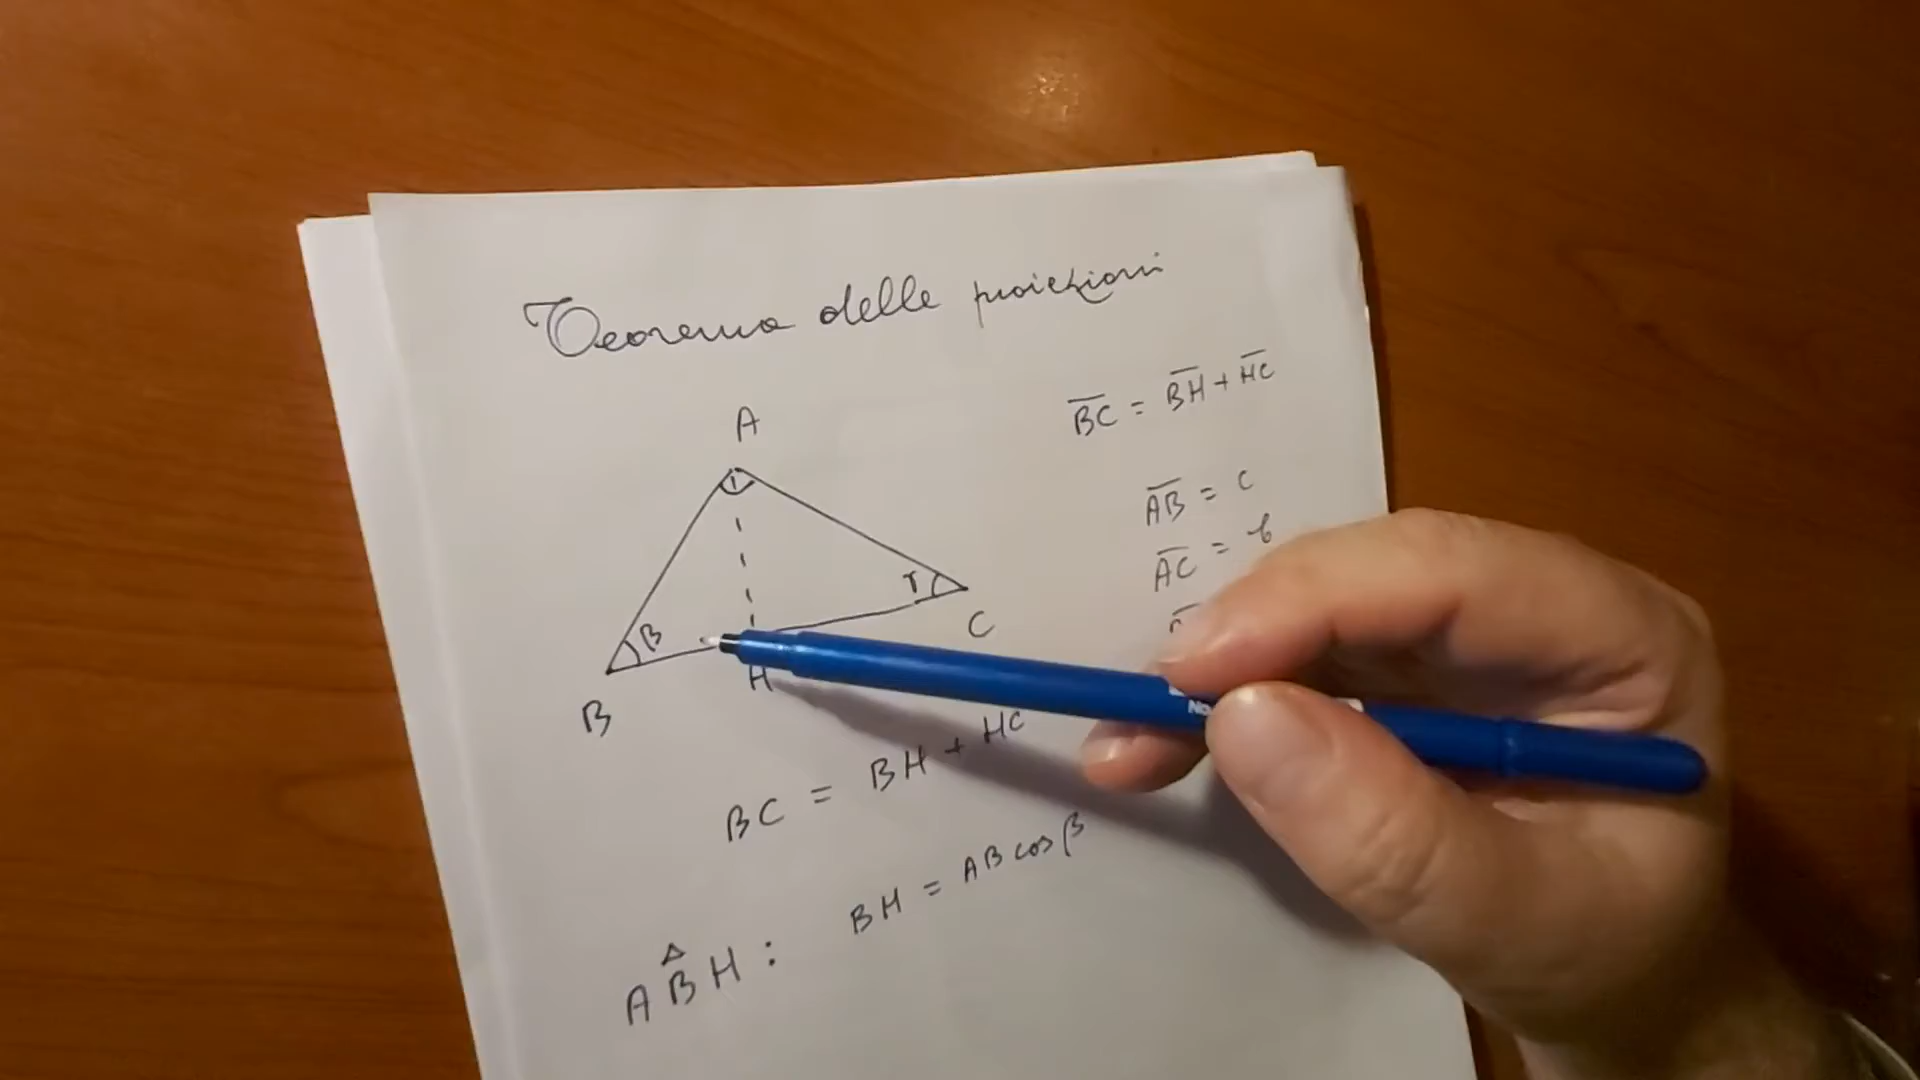 Teorema delle proiezioni
BC = BH + HC
A
AB = c
AC = b
β
γ
C
H
B
BC = BH + HC
BH = AB cos β
ABH :